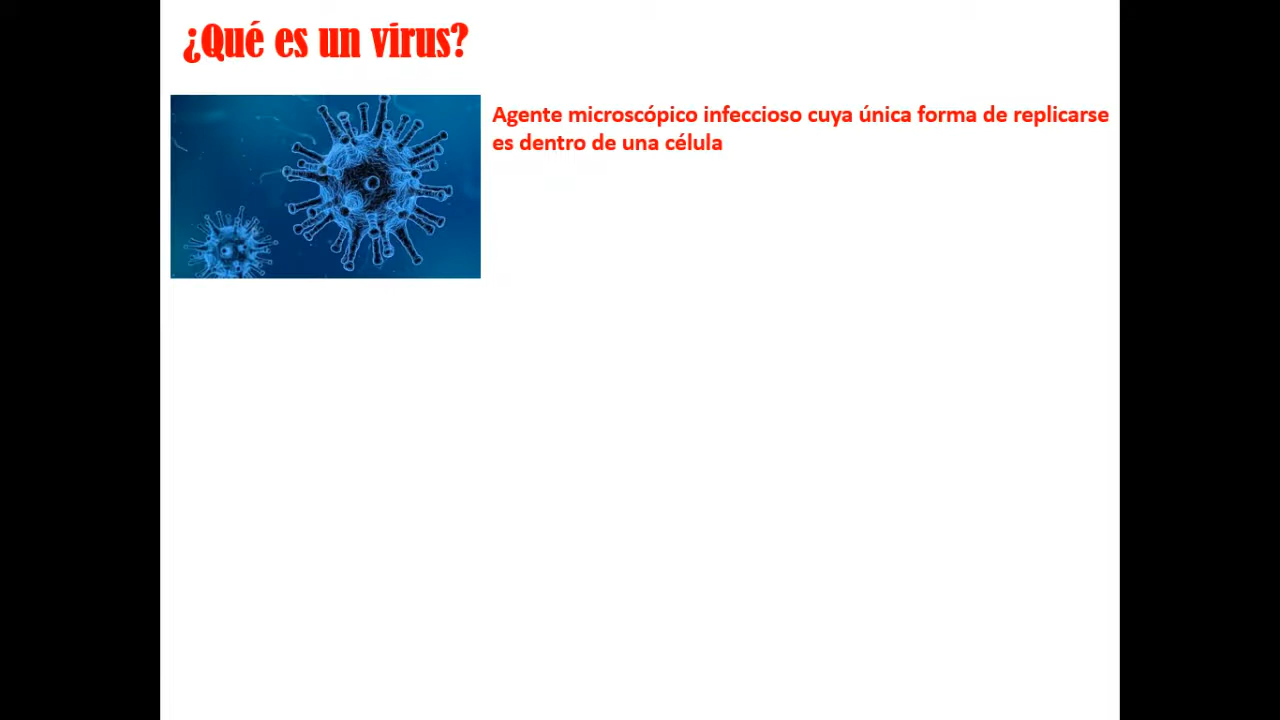 ¿Qué es un virus?
Agente microscópico infeccioso cuya única forma de replicarse
es dentro de una célula